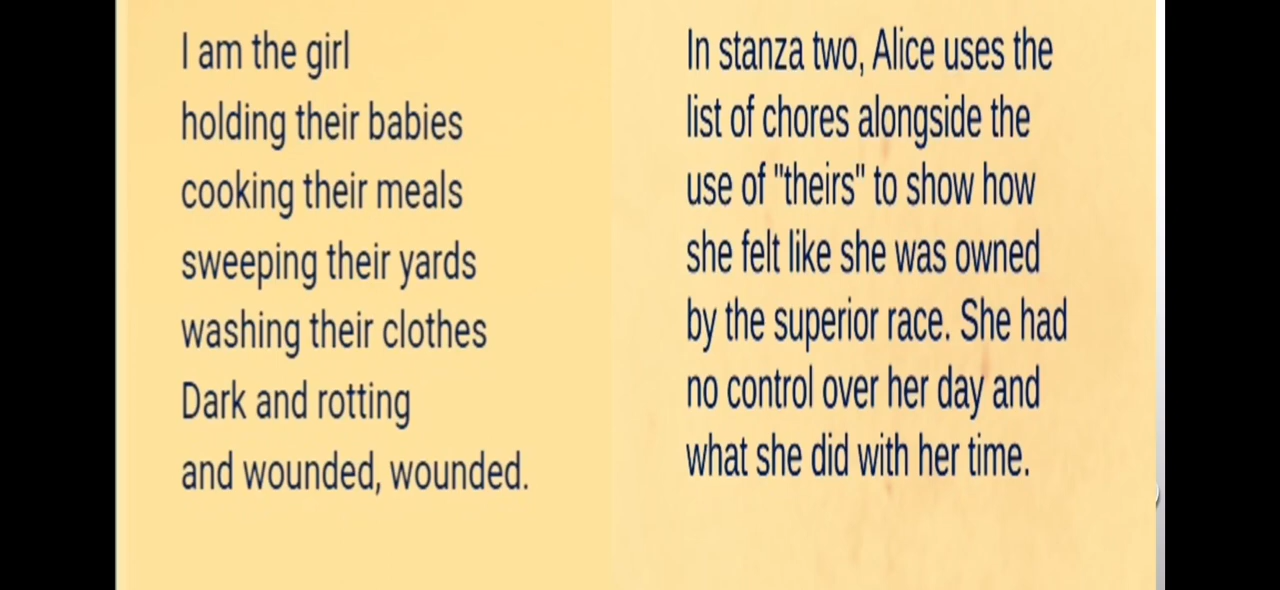 I am the girl
holding their babies
cooking their meals
sweeping their yards
washing their clothes
Dark and rotting
and wounded, wounded.
In stanza two, Alice uses the
list of chores alongside the
use of "theirs" to show how
she felt like she was owned
by the superior race. She had
no control over her day and
what she did with her time.